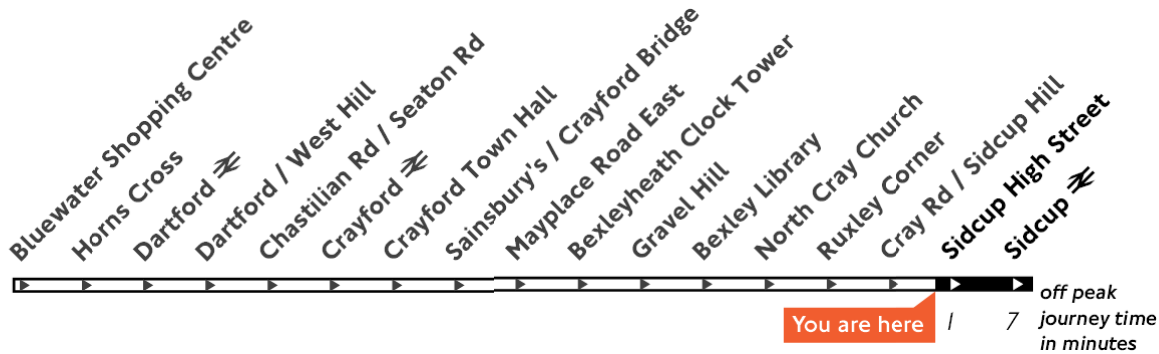 Bluewater Shopping Centre
Horns Cross
Dartford
Dartford / West Hill
Chastilian Rd / Seaton Rd
Crayford
Crayford Town Hall
Sainsbury's / Crayford Bridge
Mayplace Road East
Bexleyheath Clock Tower
Gravel Hill
Bexley Library
North Cray Church
Ruxley Corner
Cray Rd / Sidcup Hill
Sidcup High Street
Sidcup
You are here
1
7
off peak
journey time
in minutes